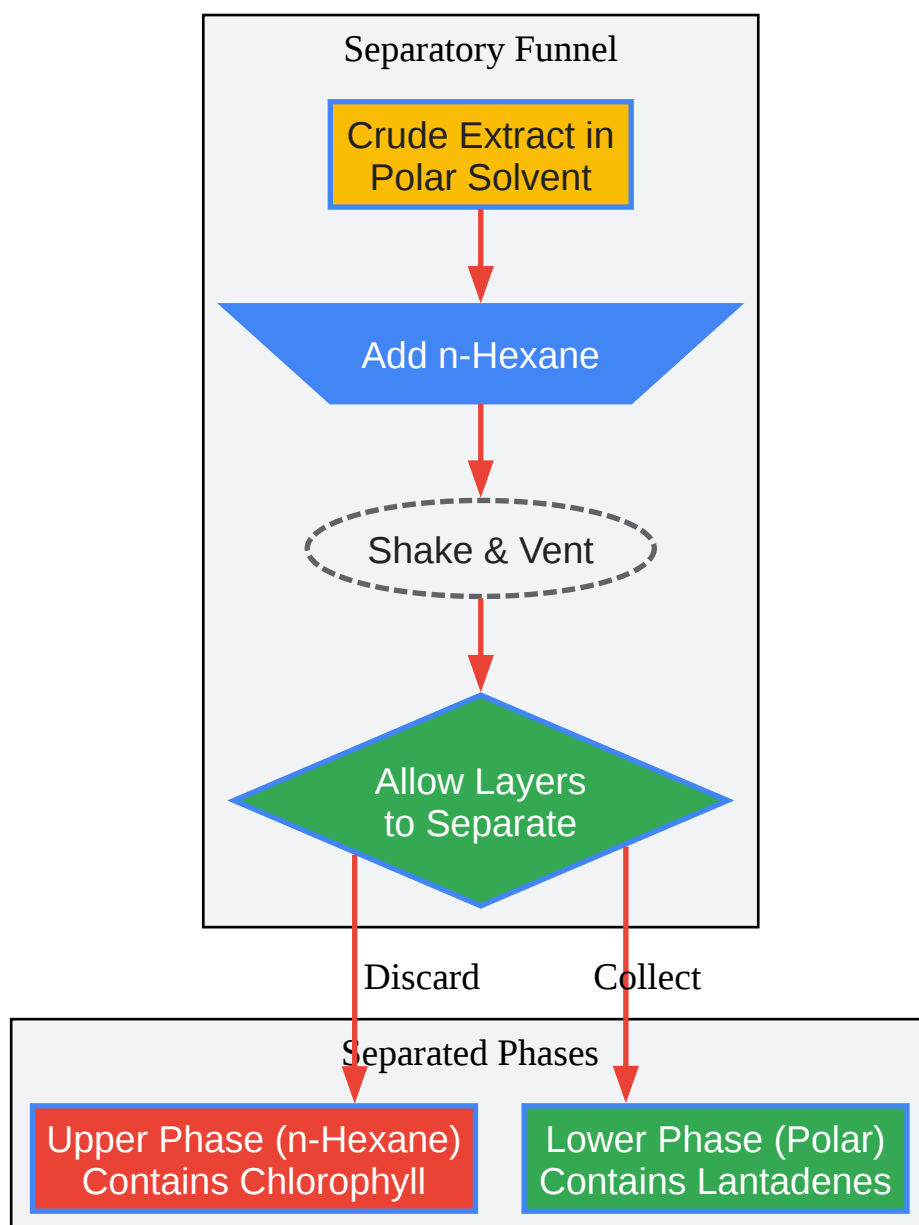 Separatory Funnel
Crude Extract in
Polar Solvent
Add n-Hexane
Shake & Vent
Allow Layers
to Separate
Discard
Collect
Separated Phases
Upper Phase (n-Hexane)
Contains Chlorophyll
Lower Phase (Polar)
Contains Lantadenes